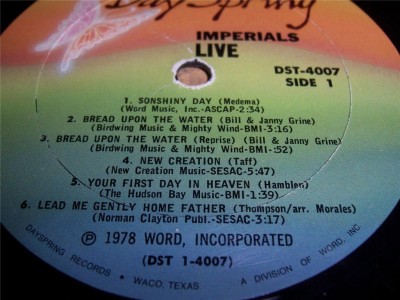 DaySpring
IMPERIALS
LIVE
DST-4007
SIDE 1
1. SONSHINY DAY (Medema)
(Word Music, Inc.-ASCAP-2:34)
2. BREAD UPON THE WATER (Bill & Janny Grine)
(Birdwing Music & Mighty Wind-BMI-3:16)
3. BREAD UPON THE WATER (Reprise) (Bill & Janny Grine)
(Birdwing Music & Mighty Wind-BMI-:52)
4. NEW CREATION (Taff)
(New Creation Music-SESAC-5:47)
5. YOUR FIRST DAY IN HEAVEN (Hamblen)
(The Hudson Bay Music-BMI-1:39)
6. LEAD ME GENTLY HOME FATHER (Thompson/arr. Morales)
(Norman Clayton Publ.-SESAC-3:17)
Ⓟ 1978 WORD, INCORPORATED
(DST 1-4007)
DAYSPRING RECORDS • WACO, TEXAS • A DIVISION OF WORD, INC.